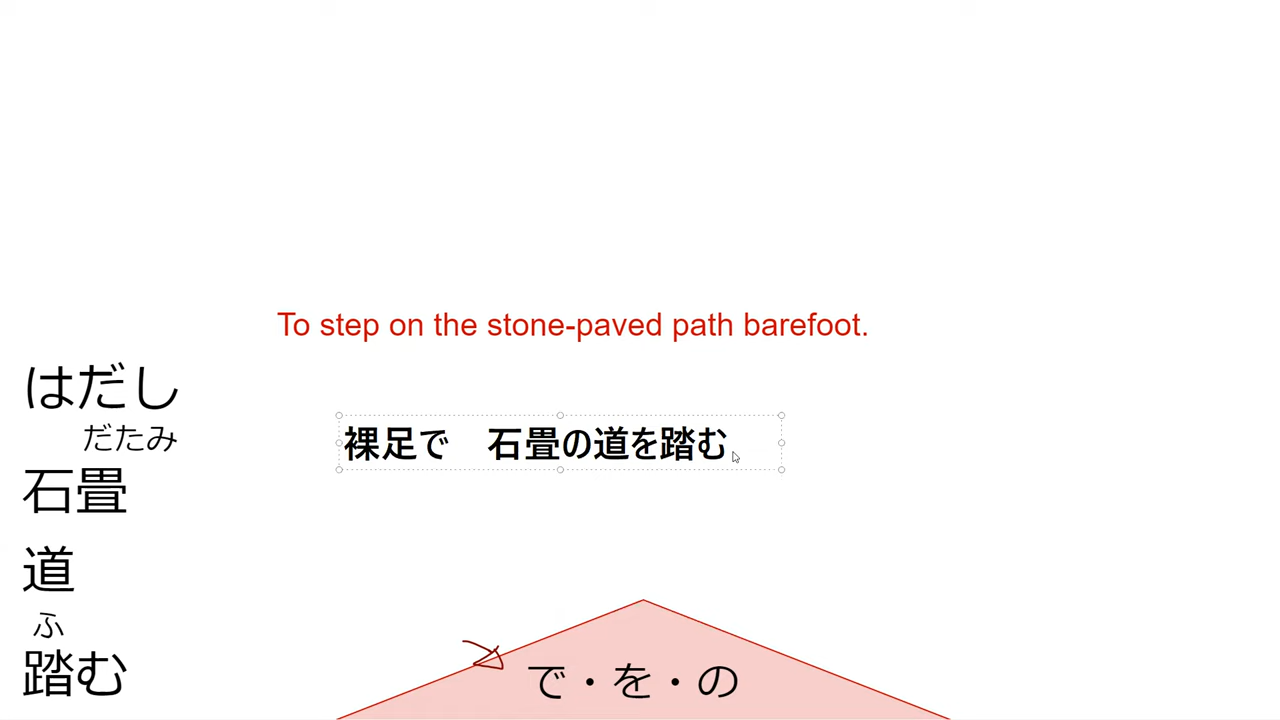 To step on the stone-paved path barefoot.
はだし
だたみ
裸足で　石畳の道を踏む
石畳
道
ふ
踏む
で・を・の